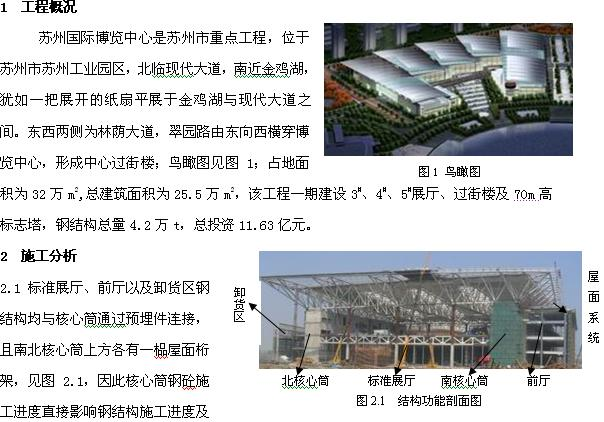 1 工程概况
苏州国际博览中心是苏州市重点工程，位于
苏州市苏州工业园区，北临现代大道，南近金鸡湖，
犹如一把展开的纸扇平展于金鸡湖与现代大道之
间。东西两侧为林荫大道，翠园路由东向西横穿博
览中心，形成中心过街楼；鸟瞰图见图 1；占地面
图 1 鸟瞰图
积为 32 万 m²,总建筑面积为 25.5 万 m²，该工程一期建设 3#、4#、5#展厅、过街楼及 70m 高
标志塔，钢结构总量 4.2 万 t，总投资 11.63 亿元。
2 施工分析
2.1 标准展厅、前厅以及卸货区钢
结构均与核心筒通过预埋件连接，
且南北核心筒上方各有一榀屋面桁
架，见图 2.1，因此核心筒钢砼施
工进度直接影响钢结构施工进度及
卸货区
屋面系统
北核心筒 标准展厅 南核心筒 前厅
图 2.1 结构功能剖面图